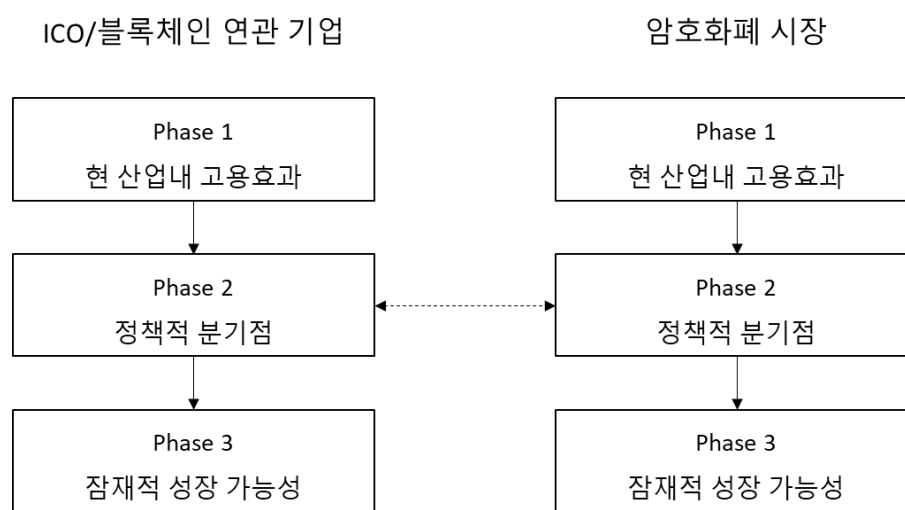 ICO/블록체인 연관 기업
암호화폐 시장
Phase 1
현 산업내 고용효과
Phase 1
현 산업내 고용효과
Phase 2
정책적 분기점
Phase 2
정책적 분기점
Phase 3
잠재적 성장 가능성
Phase 3
잠재적 성장 가능성